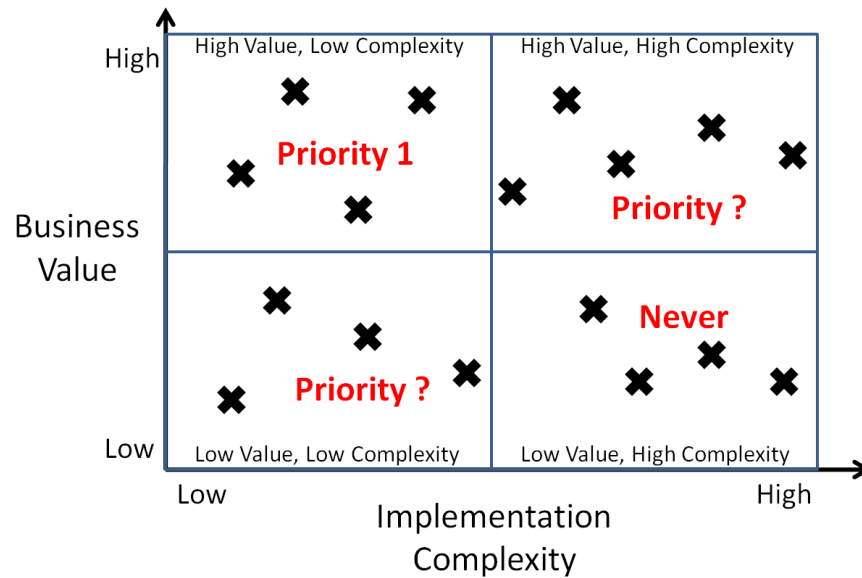 High
High Value, Low Complexity
High Value, High Complexity
Priority 1
Priority ?
Business
Value
Never
Priority ?
Low
Low Value, Low Complexity
Low Value, High Complexity
Low
High
Implementation
Complexity